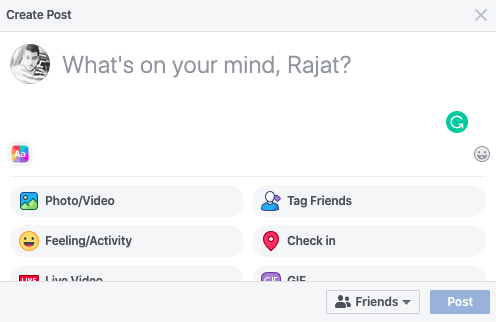 Create Post
What's on your mind, Rajat?
Aa
Photo/Video
Tag Friends
Feeling/Activity
Check in
LIVE Live Video
GIF GIF
Friends
Post